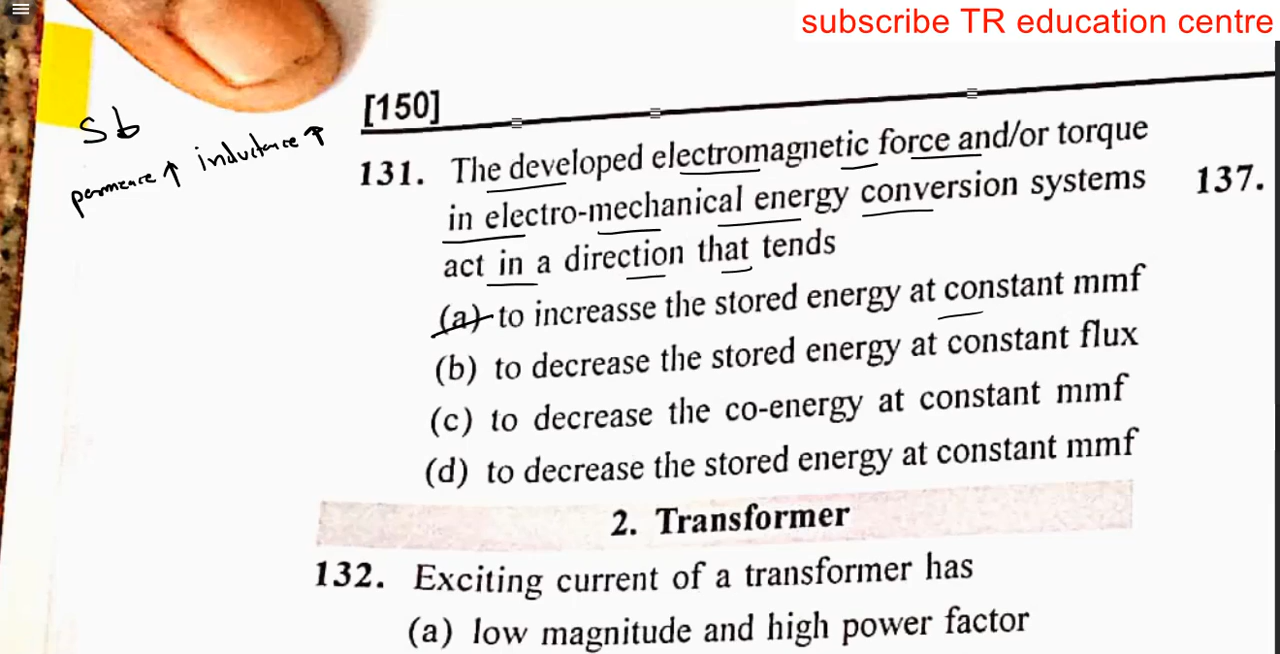 subscribe TR education centre
[150]
Sb
permenace ↑ inductance ↑
131. The developed electromagnetic force and/or torque
in electro-mechanical energy conversion systems
act in a direction that tends
(a) to increasse the stored energy at constant mmf
(b) to decrease the stored energy at constant flux
(c) to decrease the co-energy at constant mmf
(d) to decrease the stored energy at constant mmf
137.
2. Transformer
132. Exciting current of a transformer has
(a) low magnitude and high power factor